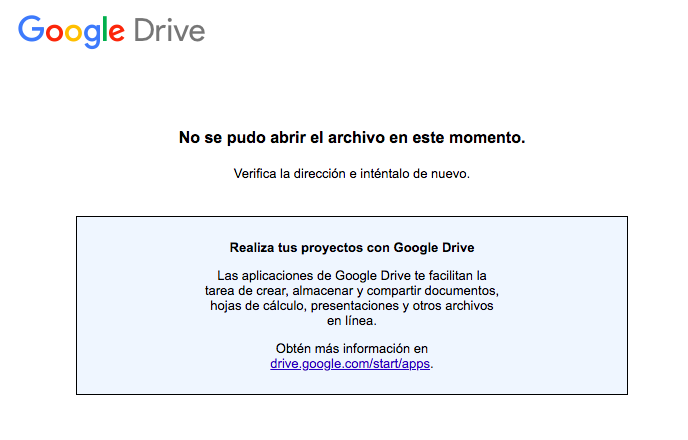 Google Drive
No se pudo abrir el archivo en este momento.
Verifica la dirección e inténtalo de nuevo.
Realiza tus proyectos con Google Drive
Las aplicaciones de Google Drive te facilitan la
tarea de crear, almacenar y compartir documentos,
hojas de cálculo, presentaciones y otros archivos
en línea.
Obtén más información en
drive.google.com/start/apps.